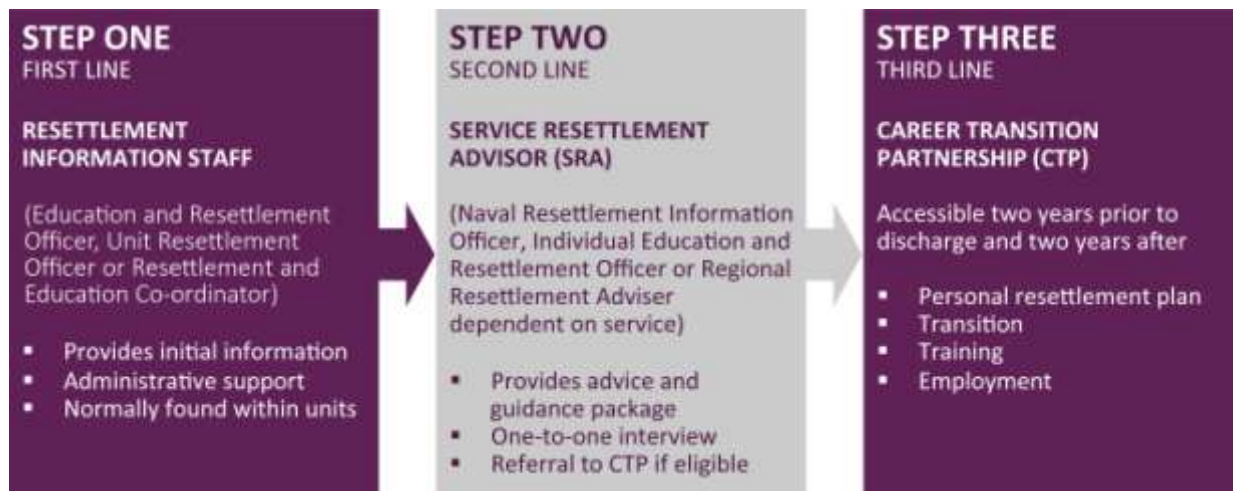 STEP ONE
FIRST LINE
RESETTLEMENT
INFORMATION STAFF
(Education and Resettlement
Officer, Unit Resettlement
Officer or Resettlement and
Education Co-ordinator)
▪ Provides initial information
▪ Administrative support
▪ Normally found within units
STEP TWO
SECOND LINE
SERVICE RESETTLEMENT
ADVISOR (SRA)
(Naval Resettlement Information
Officer, Individual Education and
Resettlement Officer or Regional
Resettlement Adviser
dependent on service)
▪ Provides advice and
guidance package
▪ One-to-one interview
▪ Referral to CTP if eligible
STEP THREE
THIRD LINE
CAREER TRANSITION
PARTNERSHIP (CTP)
Accessible two years prior to
discharge and two years after
▪ Personal resettlement plan
▪ Transition
▪ Training
▪ Employment